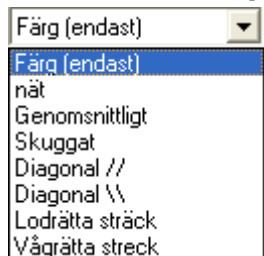 Färg (endast)
Färg (endast)
nät
Genomsnittligt
Skuggat
Diagonal //
Diagonal \\
Lodrätta sträck
Vågrätta streck